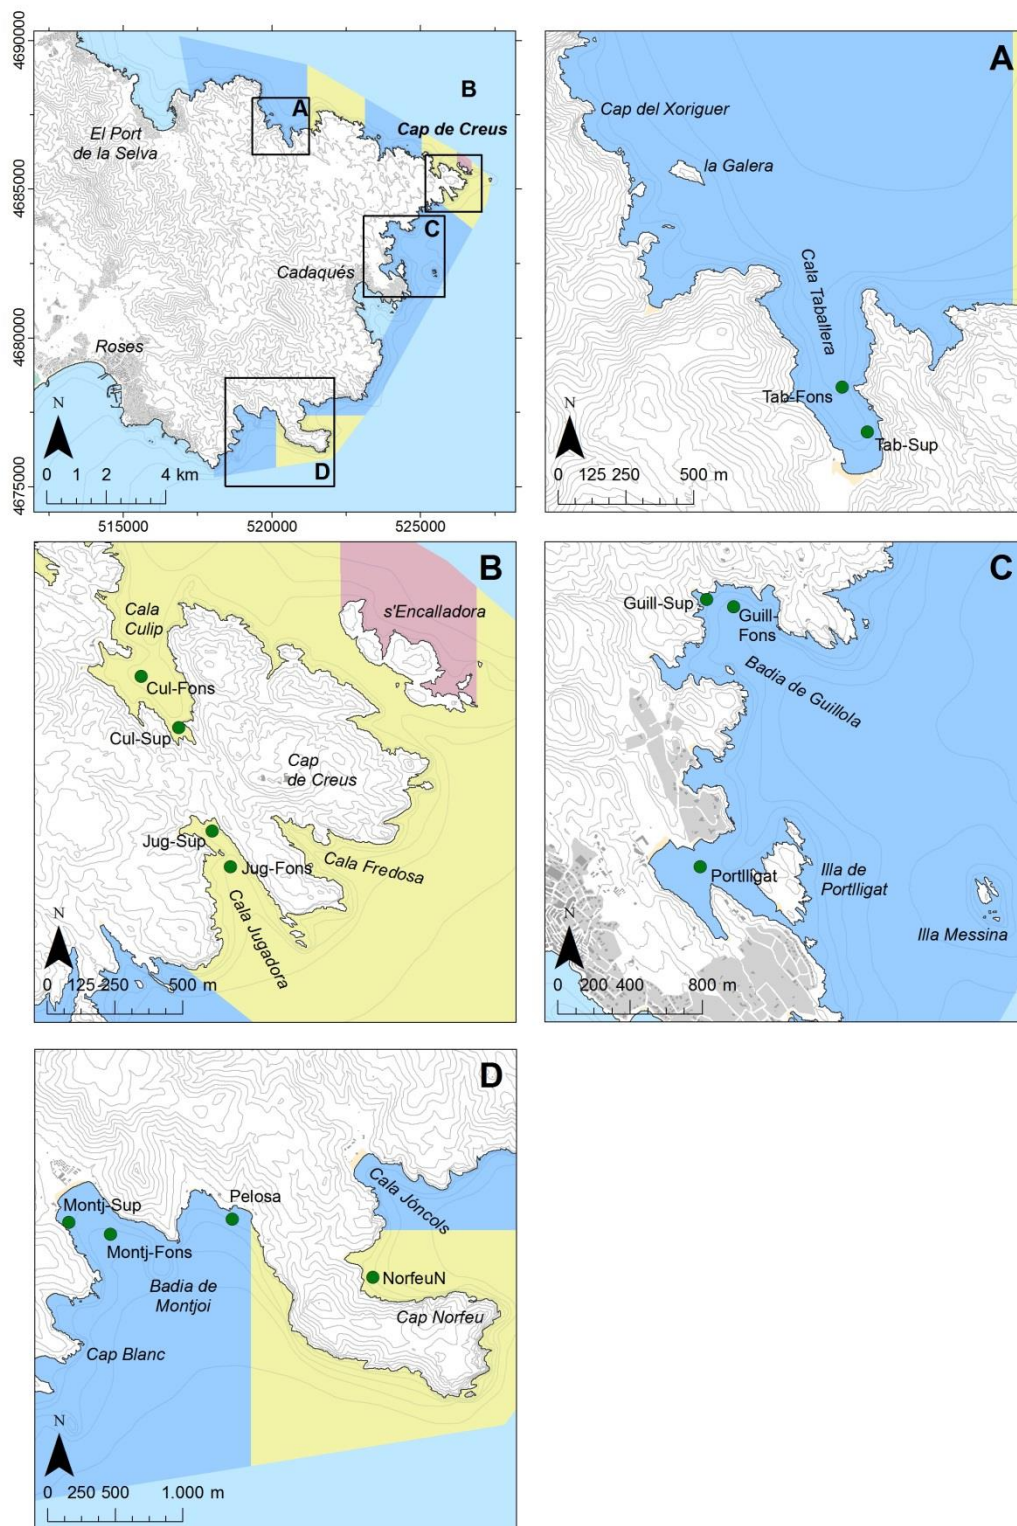 4690000
4685000
4680000
4675000
A
B
Cap de Creus
El Port
de la Selva
C
Cadaqués
Roses
N
D
0 1 2 4 km
515000 520000 525000
A
Cap del Xoriguer
la Galera
Cala Taballera
Tab-Fons
Tab-Sup
N
0 125 250 500 m
B
Cala
Culip
s'Encalladora
Cul-Fons
Cul-Sup
Cap
de Creus
Jug-Sup
Jug-Fons
Cala Fredosa
Cala Jugadora
N
0 125 250 500 m
C
Guill-Sup
Guill-
Fons
Badia de Guillola
Portlligat
Illa de
Portlligat
Illa Messina
N
0 200 400 800 m
D
Cala Jóncols
Montj-Sup
Pelosa
Montj-Fons
Badia de
Montjoi
NorfeuN
Cap Norfeu
Cap Blanc
N
0 250 500 1.000 m